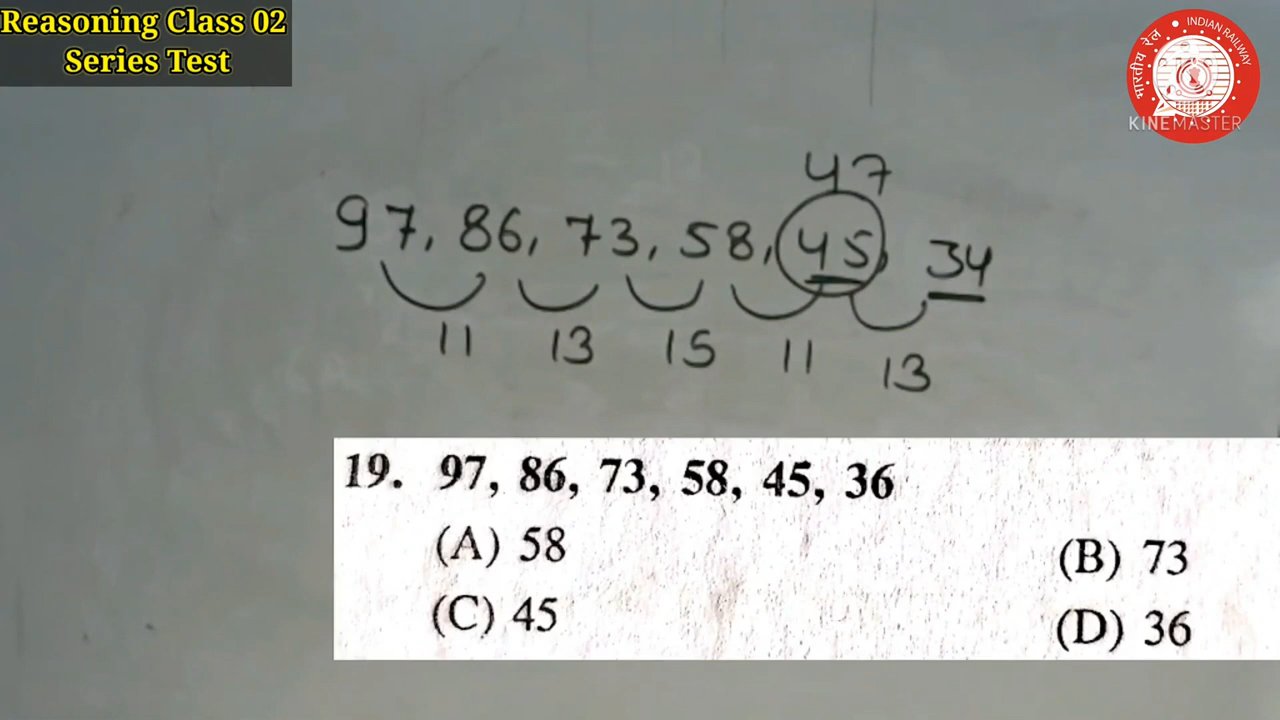 Reasoning Class 02
Series Test
भारतीय रेल • INDIAN RAILWAY
KINEMASTER
47
97, 86, 73, 58, 45, 34
11 13 15 11 13
19. 97, 86, 73, 58, 45, 36
(A) 58 (B) 73
(C) 45 (D) 36